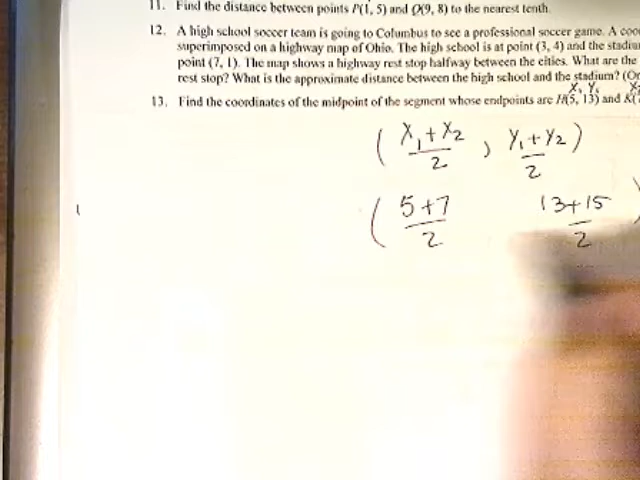 11. Find the distance between points P(1, 5) and Q(9, 8) to the nearest tenth.
12. A high school soccer team is going to Columbus to see a professional soccer game. A coo
superimposed on a highway map of Ohio. The high school is at point (3, 4) and the stadiu
point (7, 1). The map shows a highway rest stop halfway between the cities. What are the
rest stop? What is the approximate distance between the high school and the stadium? (On
X₁ Y₁
13. Find the coordinates of the midpoint of the segment whose endpoints are H(5, 13) and K(
( X₁ + X₂ / 2 , Y₁ + Y₂ / 2 )
( 5+7 / 2 13+15 / 2